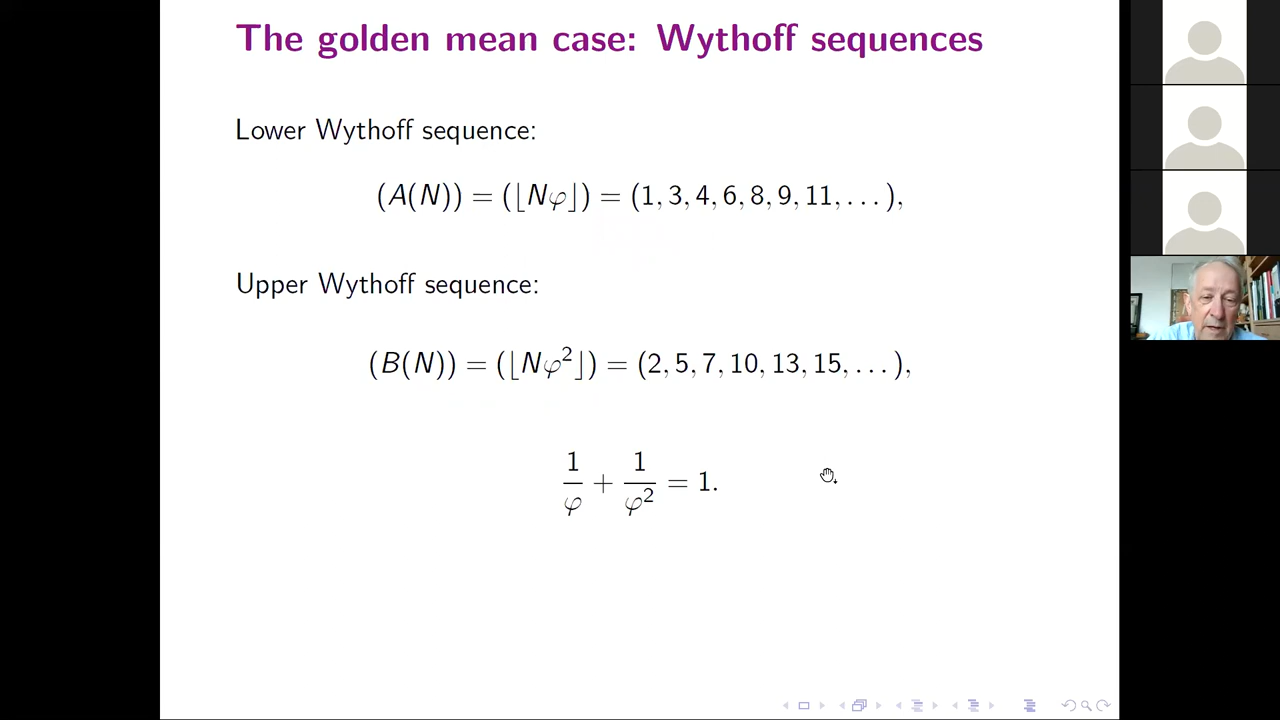 The golden mean case: Wythoff sequences
Lower Wythoff sequence:
(A(N)) = (⌊Nφ⌋) = (1, 3, 4, 6, 8, 9, 11, . . . ),
Upper Wythoff sequence:
(B(N)) = (⌊Nφ²⌋) = (2, 5, 7, 10, 13, 15, . . . ),
1/φ + 1/φ² = 1.